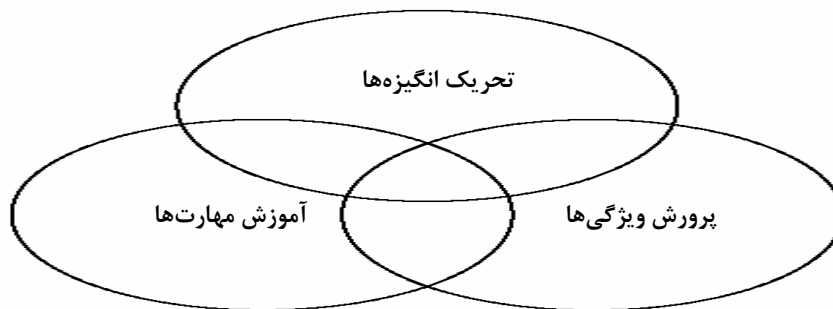 تحریک انگیزه‌ها
پرورش ویژگی‌ها
آموزش مهارت‌ها